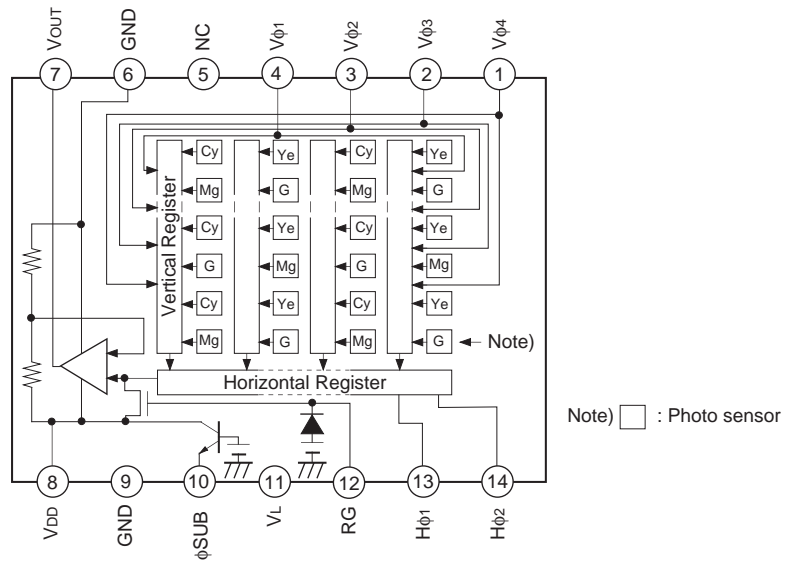 VOUT GND NC Vϕ1 Vϕ2 Vϕ3 Vϕ4
7 6 5 4 3 2 1
Cy Ye Cy Ye
Mg G Mg G
Cy Ye Cy Ye
G Mg G Mg
Cy Ye Cy Ye
Mg G Mg G
Vertical Register
Note)
Horizontal Register
Note) : Photo sensor
8 9 10 11 12 13 14
VDD GND ϕSUB VL RG Hϕ1 Hϕ2